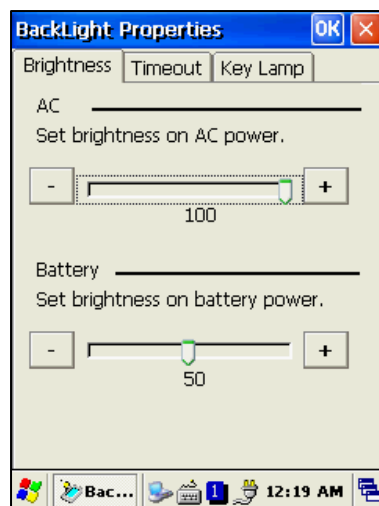 BackLight Properties OK ×
Brightness Timeout Key Lamp
AC
Set brightness on AC power.
- +
100
Battery
Set brightness on battery power.
- +
50
Bac... 1 12:19 AM